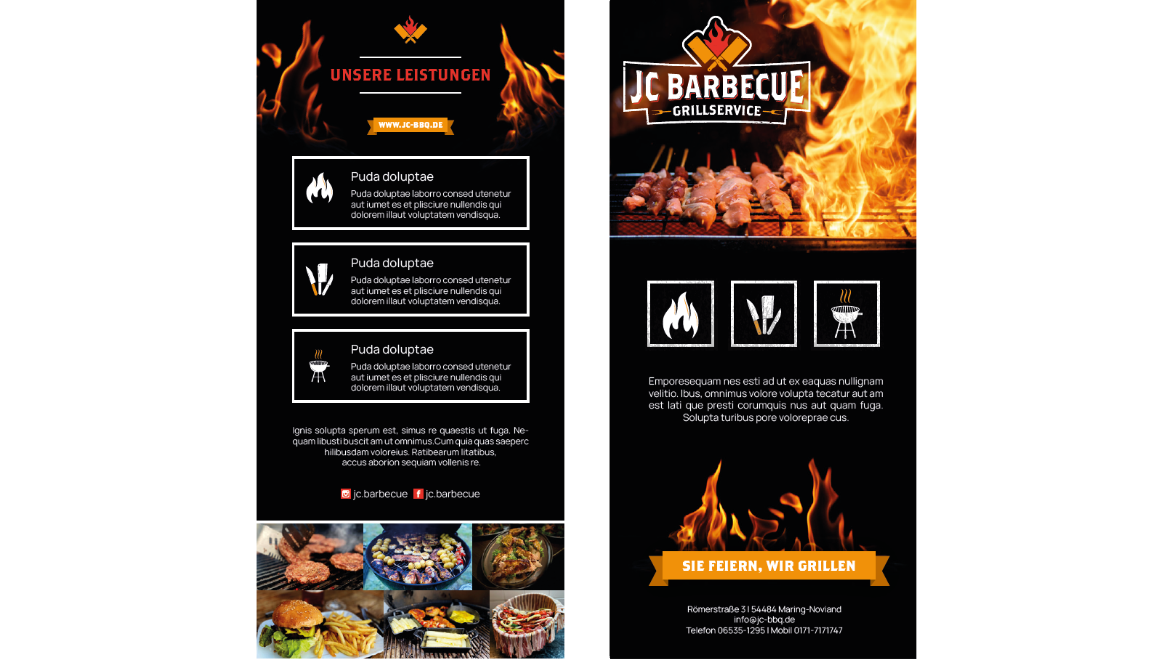 UNSERE LEISTUNGEN
WWW.JC-BBQ.DE
Puda doluptae
Puda doluptae laborro consed utenetur
aut iumet es et plisciure nullendis qui
dolorem illaut voluptatem vendisqua.
Puda doluptae
Puda doluptae laborro consed utenetur
aut iumet es et plisciure nullendis qui
dolorem illaut voluptatem vendisqua.
Puda doluptae
Puda doluptae laborro consed utenetur
aut iumet es et plisciure nullendis qui
dolorem illaut voluptatem vendisqua.
Ignis solupta sperum est, simus re quaestis ut fuga. Ne-
quam libusti buscit am ut omnimus.Cum quia quas saeperc
hilibusdam voloreius. Ratibearum litatibus,
accus aborion sequiam vollenis re.
jc.barbecue jc.barbecue
JC BARBECUE
GRILLSERVICE
Emporesequam nes esti ad ut ex eaquas nullignam
velitio. Ibus, omnimus volore volupta tecatur aut am
est lati que presti corumquis nus aut quam fuga.
Solupta turibus pore voloreprae cus.
SIE FEIERN, WIR GRILLEN
Römerstraße 3 | 54484 Maring-Noviand
info@jc-bbq.de
Telefon 06535-1295 | Mobil 0171-7171747